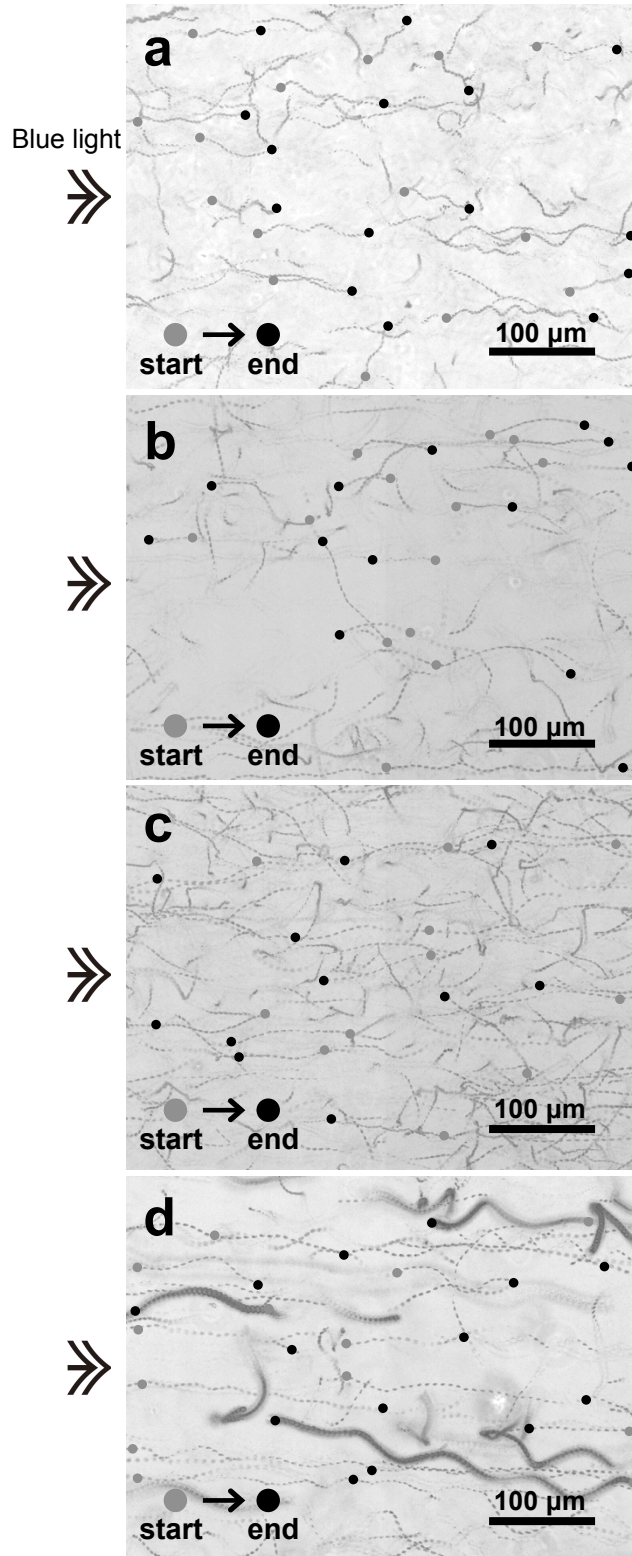 a
Blue light
100 µm
start
end
b
100 µm
start
end
c
100 µm
start
end
d
100 µm
start
end